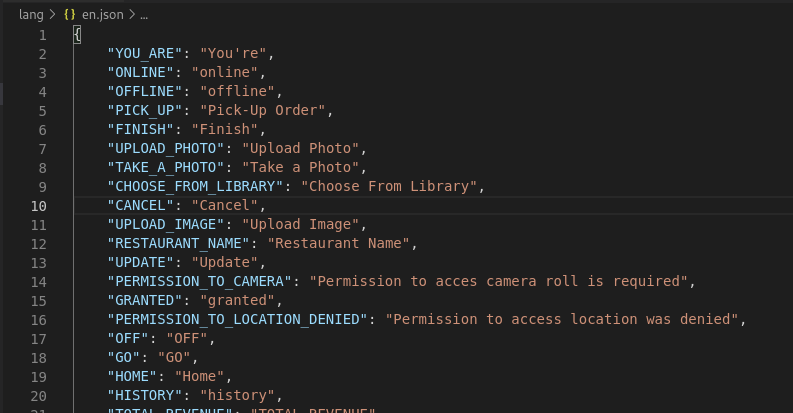 lang > {} en.json > ...
1 {
2 "YOU_ARE": "You're",
3 "ONLINE": "online",
4 "OFFLINE": "offline",
5 "PICK_UP": "Pick-Up Order",
6 "FINISH": "Finish",
7 "UPLOAD_PHOTO": "Upload Photo",
8 "TAKE_A_PHOTO": "Take a Photo",
9 "CHOOSE_FROM_LIBRARY": "Choose From Library",
10 "CANCEL": "Cancel",
11 "UPLOAD_IMAGE": "Upload Image",
12 "RESTAURANT_NAME": "Restaurant Name",
13 "UPDATE": "Update",
14 "PERMISSION_TO_CAMERA": "Permission to acces camera roll is required",
15 "GRANTED": "granted",
16 "PERMISSION_TO_LOCATION_DENIED": "Permission to access location was denied",
17 "OFF": "OFF",
18 "GO": "GO",
19 "HOME": "Home",
20 "HISTORY": "history",
21 "TOTAL_REVENUE": "TOTAL REVENUE"